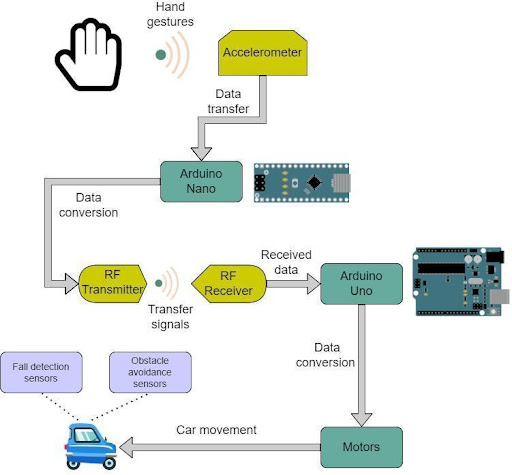 Hand
gestures
Accelerometer
Data
transfer
Arduino
Nano
Data
conversion
RF
Transmitter
Transfer
signals
RF
Receiver
Received
data
Arduino
Uno
Data
conversion
Fall detection
sensors
Obstacle
avoidance
sensors
Car movement
Motors